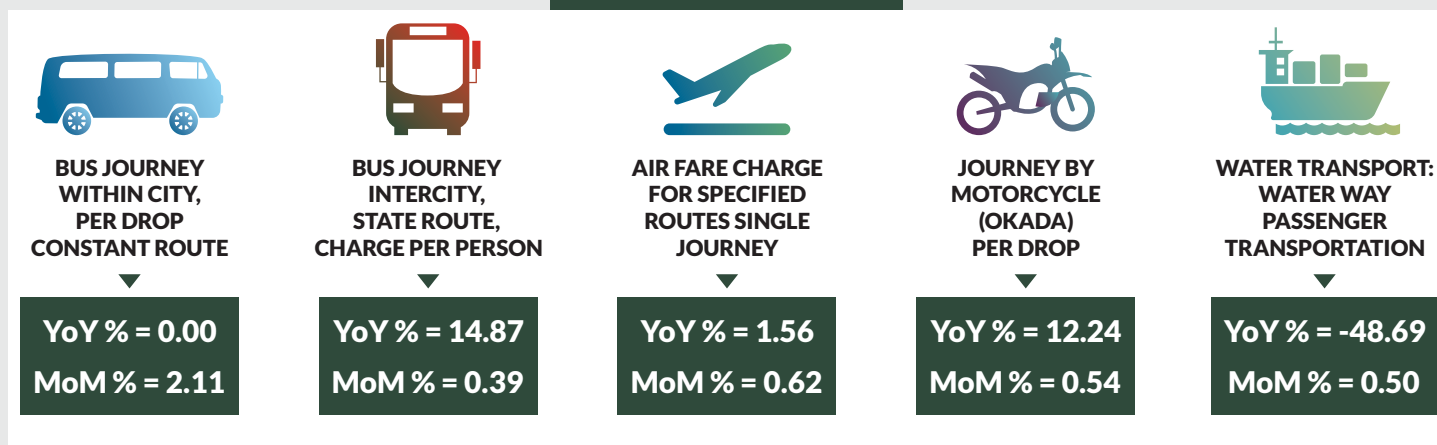 BUS JOURNEY
WITHIN CITY,
PER DROP
CONSTANT ROUTE
YoY % = 0.00
MoM % = 2.11
BUS JOURNEY
INTERCITY,
STATE ROUTE,
CHARGE PER PERSON
YoY % = 14.87
MoM % = 0.39
AIR FARE CHARGE
FOR SPECIFIED
ROUTES SINGLE
JOURNEY
YoY % = 1.56
MoM % = 0.62
JOURNEY BY
MOTORCYCLE
(OKADA)
PER DROP
YoY % = 12.24
MoM % = 0.54
WATER TRANSPORT:
WATER WAY
PASSENGER
TRANSPORTATION
YoY % = -48.69
MoM % = 0.50